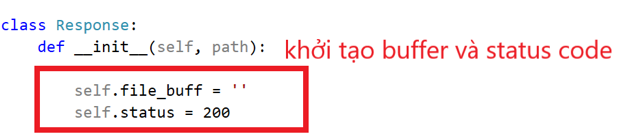 class Response:
def __init__(self, path): khởi tạo buffer và status code
self.file_buff = ''
self.status = 200